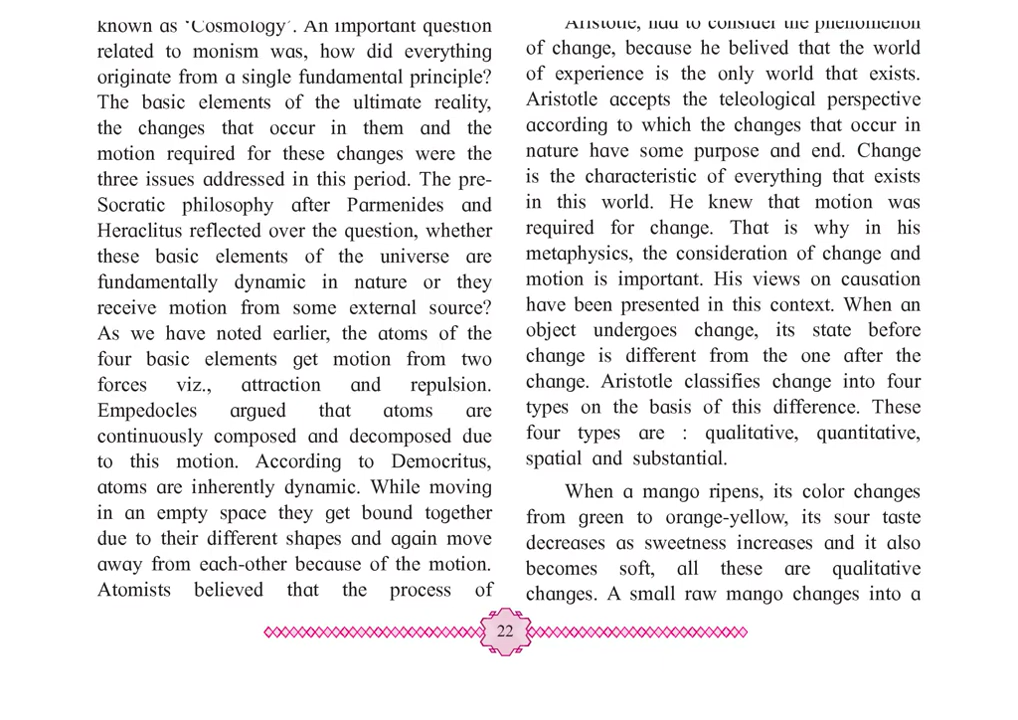 known as 'Cosmology'. An important question
related to monism was, how did everything
originate from a single fundamental principle?
The basic elements of the ultimate reality,
the changes that occur in them and the
motion required for these changes were the
three issues addressed in this period. The pre-
Socratic philosophy after Parmenides and
Heraclitus reflected over the question, whether
these basic elements of the universe are
fundamentally dynamic in nature or they
receive motion from some external source?
As we have noted earlier, the atoms of the
four basic elements get motion from two
forces viz., attraction and repulsion.
Empedocles argued that atoms are
continuously composed and decomposed due
to this motion. According to Democritus,
atoms are inherently dynamic. While moving
in an empty space they get bound together
due to their different shapes and again move
away from each-other because of the motion.
Atomists believed that the process of
Aristotle, had to consider the phenomenon
of change, because he belived that the world
of experience is the only world that exists.
Aristotle accepts the teleological perspective
according to which the changes that occur in
nature have some purpose and end. Change
is the characteristic of everything that exists
in this world. He knew that motion was
required for change. That is why in his
metaphysics, the consideration of change and
motion is important. His views on causation
have been presented in this context. When an
object undergoes change, its state before
change is different from the one after the
change. Aristotle classifies change into four
types on the basis of this difference. These
four types are : qualitative, quantitative,
spatial and substantial.
When a mango ripens, its color changes
from green to orange-yellow, its sour taste
decreases as sweetness increases and it also
becomes soft, all these are qualitative
changes. A small raw mango changes into a
22